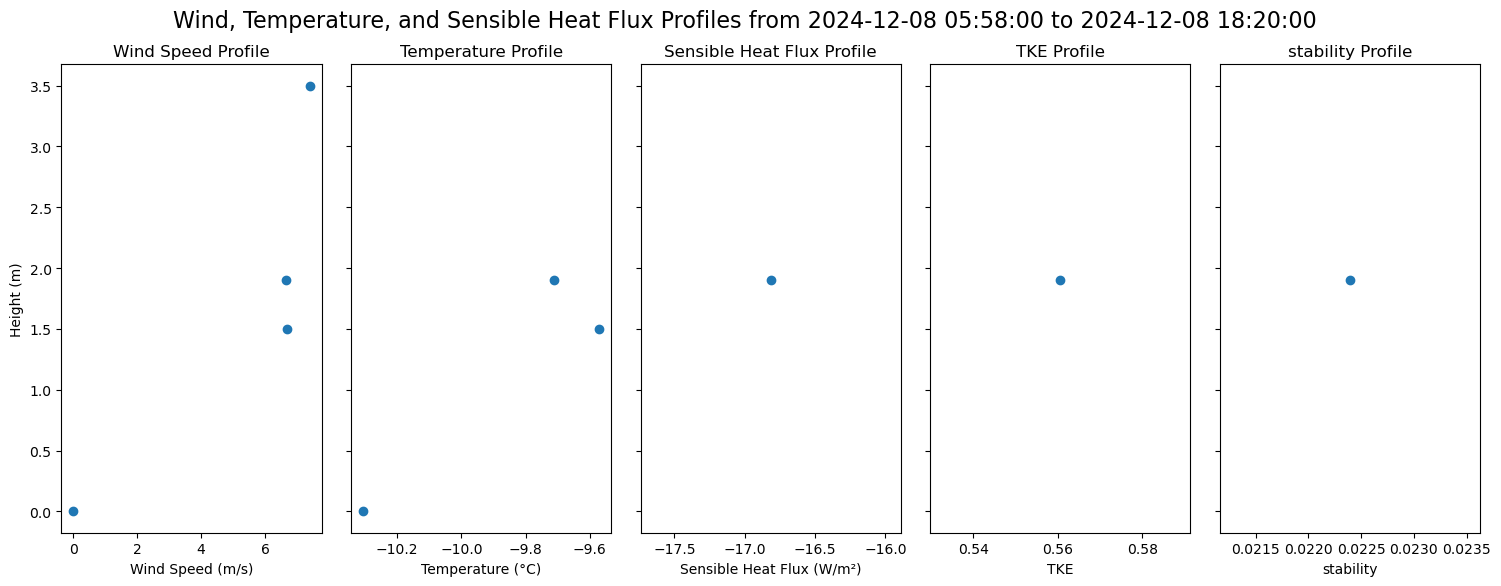 Wind, Temperature, and Sensible Heat Flux Profiles from 2024-12-08 05:58:00 to 2024-12-08 18:20:00
Wind Speed Profile
Temperature Profile
Sensible Heat Flux Profile
TKE Profile
stability Profile
Height (m)
3.5
3.0
2.5
2.0
1.5
1.0
0.5
0.0
0 2 4 6
Wind Speed (m/s)
−10.2 −10.0 −9.8 −9.6
Temperature (°C)
−17.5 −17.0 −16.5 −16.0
Sensible Heat Flux (W/m²)
0.54 0.56 0.58
TKE
0.0215 0.0220 0.0225 0.0230 0.0235
stability